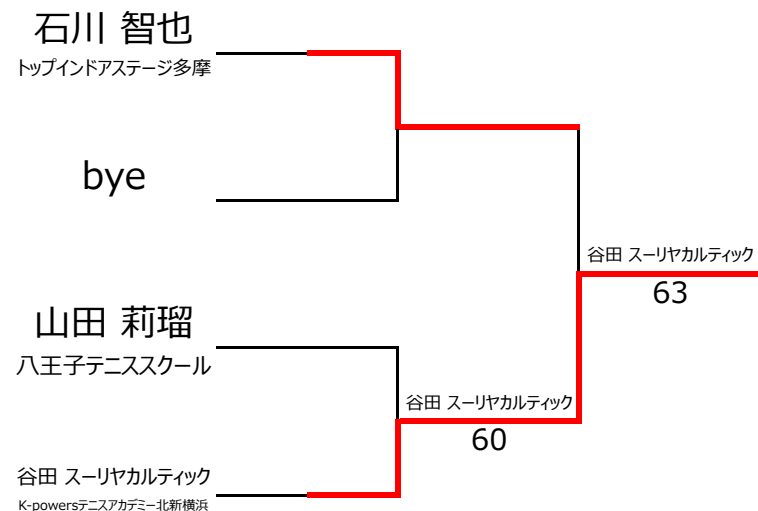 石川 智也
トップインドアステージ多摩
bye
谷田 スーリヤカルティック
63
山田 莉瑠
八王子テニススクール
谷田 スーリヤカルティック
60
谷田 スーリヤカルティック
K-powersテニスアカデミー北新横浜